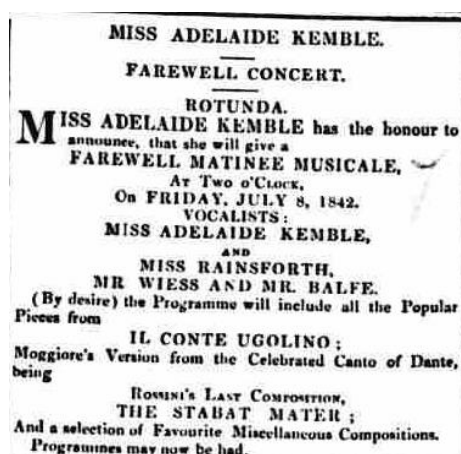 MISS ADELAIDE KEMBLE.
FAREWELL CONCERT.
ROTUNDA.
MISS ADELAIDE KEMBLE has the honour to
announce, that she will give a
FAREWELL MATINEE MUSICALE,
AT TWO O'CLOCK,
On FRIDAY, JULY 8, 1842.
VOCALISTS:
MISS ADELAIDE KEMBLE,
AND
MISS RAINSFORTH,
MR WIESS AND MR. BALFE.
(By desire) the Programme will include all the Popular
Pieces from
IL CONTE UGOLINO;
Moggiore's Version from the Celebrated Canto of Dante,
being
ROSSINI'S LAST COMPOSITION,
THE STABAT MATER;
And a selection of Favourite Miscellaneous Compositions.
Programmes may now be had.